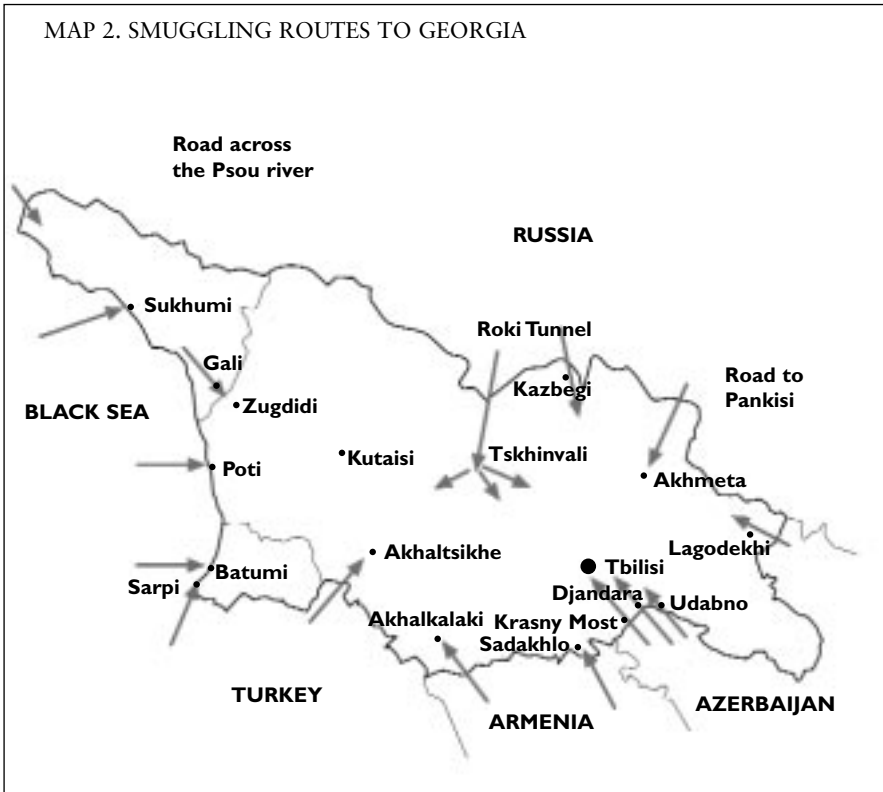 MAP 2. SMUGGLING ROUTES TO GEORGIA
Road across
the Psou river
RUSSIA
Sukhumi
Roki Tunnel
Gali
Kazbegi
Road to
Pankisi
BLACK SEA
Zugdidi
Kutaisi
Tskhinvali
Poti
Akhmeta
Lagodekhi
Akhaltsikhe
Tbilisi
Batumi
Sarpi
Djandara
Udabno
Akhalkalaki
Krasny Most
Sadakhlo
TURKEY
ARMENIA
AZERBAIJAN